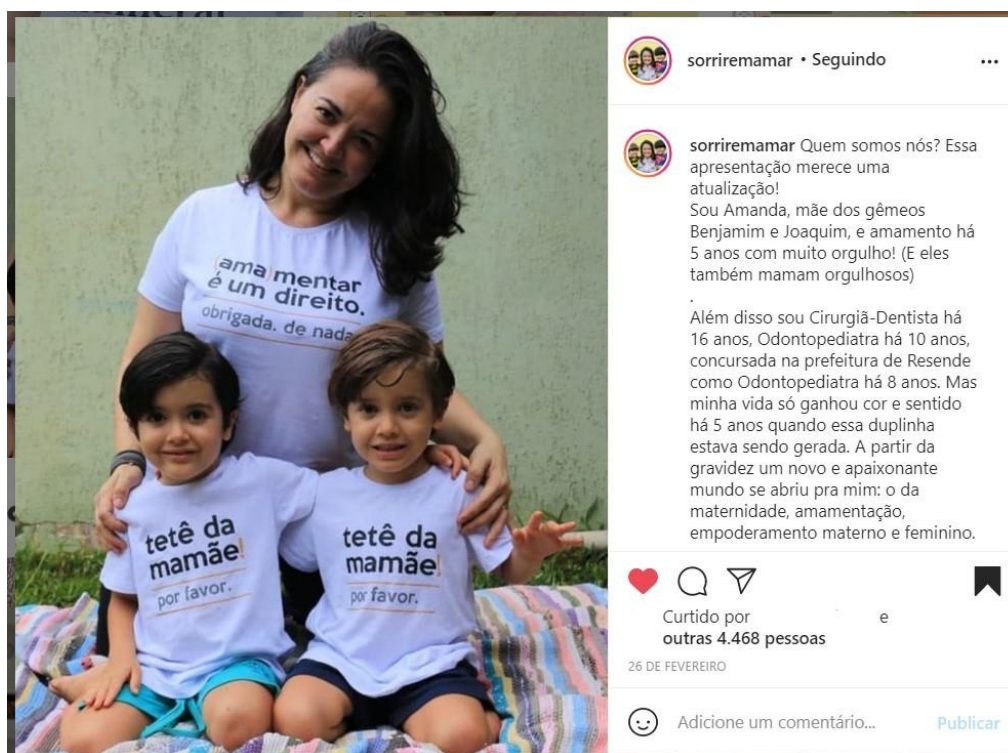 (ama)mentar
é um direito.
obrigada. de nada
tetê da
mamãe!
por favor.
tetê da
mamãe!
por favor.
sorriremamar • Seguindo
sorriremamar Quem somos nós? Essa
apresentação merece uma
atualização!
Sou Amanda, mãe dos gêmeos
Benjamim e Joaquim, e amamento há
5 anos com muito orgulho! (E eles
também mamam orgulhosos)
.
Além disso sou Cirurgiã-Dentista há
16 anos, Odontopediatra há 10 anos,
concursada na prefeitura de Resende
como Odontopediatra há 8 anos. Mas
minha vida só ganhou cor e sentido
há 5 anos quando essa duplinha
estava sendo gerada. A partir da
gravidez um novo e apaixonante
mundo se abriu pra mim: o da
maternidade, amamentação,
empoderamento materno e feminino.
Curtido por e
outras 4.468 pessoas
26 DE FEVEREIRO
Adicione um comentário... Publicar